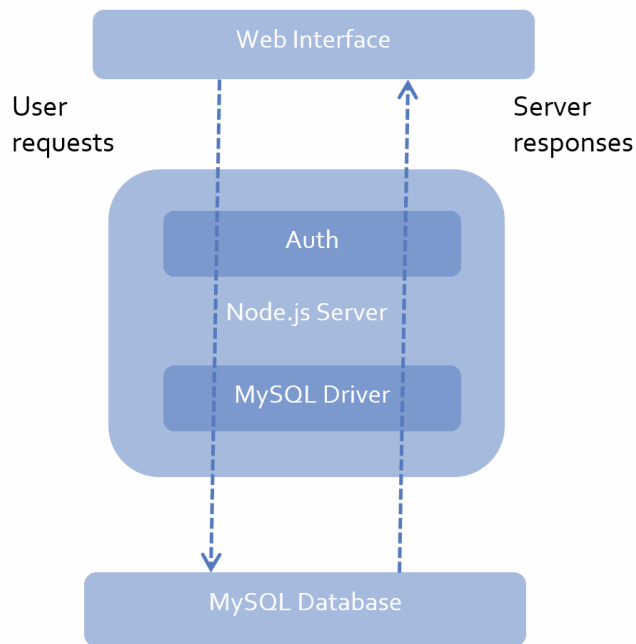 Web Interface
User
requests
Server
responses
Auth
Node.js Server
MySQL Driver
MySQL Database